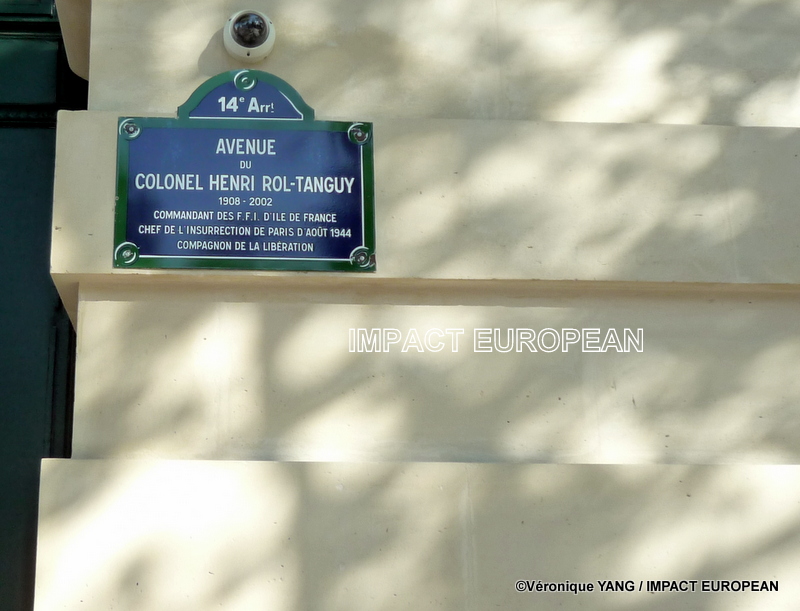 14e Arrt
AVENUE
DU
COLONEL HENRI ROL-TANGUY
1908 - 2002
COMMANDANT DES F.F.I. D'ILE DE FRANCE
CHEF DE L'INSURRECTION DE PARIS D'AOÛT 1944
COMPAGNON DE LA LIBÉRATION
IMPACT EUROPEAN
©Véronique YANG / IMPACT EUROPEAN